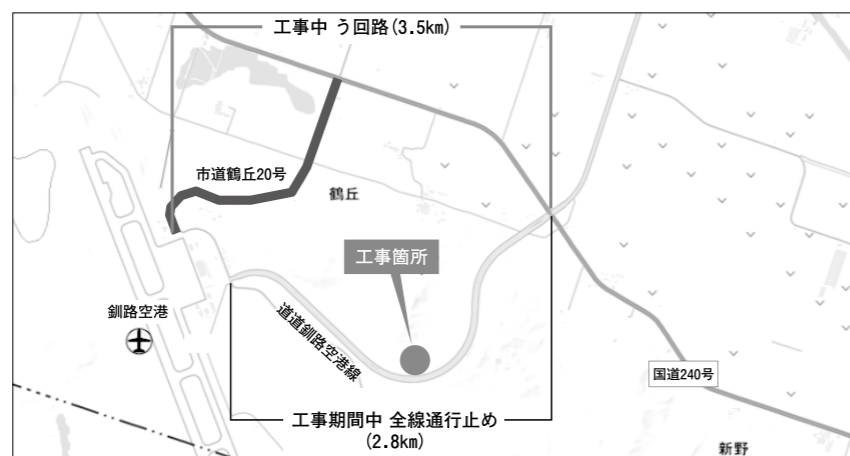 工事中 う回路(3.5km)
市道鶴丘20号
鶴丘
工事箇所
釧路空港
道道釧路空港線
国道240号
工事期間中 全線通行止め
(2.8km)
新野